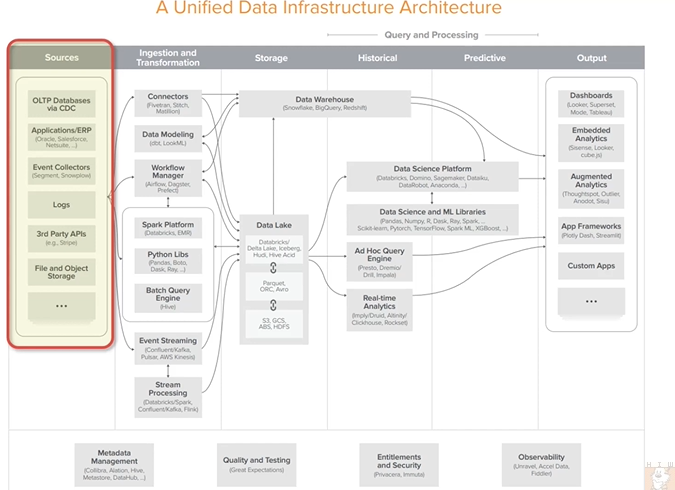 A Unified Data Infrastructure Architecture
Query and Processing
Sources
Ingestion and
Transformation
Storage
Historical
Predictive
Output
OLTP Databases
via CDC
Applications/ERP
(Oracle, Salesforce,
Netsuite, ...)
Event Collectors
(Segment, Snowplow)
Logs
3rd Party APIs
(e.g., Stripe)
File and Object
Storage
...
Connectors
(Fivetran, Stitch,
Matillion)
Data Modeling
(dbt, LookML)
Workflow
Manager
(Airflow, Dagster,
Prefect)
Spark Platform
(Databricks, EMR)
Python Libs
(Pandas, Boto,
Dask, Ray, ...)
Batch Query
Engine
(Hive)
Event Streaming
(Confluent/Kafka,
Pulsar, AWS Kinesis)
Stream
Processing
(Databricks/Spark,
Confluent/Kafka, Flink)
Data Warehouse
(Snowflake, BigQuery, Redshift)
Data Lake
Databricks/
Delta Lake, Iceberg,
Hudi, Hive Acid
Parquet,
ORC, Avro
S3, GCS,
ABS, HDFS
Data Science Platform
(Databricks, Domino, Sagemaker, Dataiku,
DataRobot, Anaconda, ...)
Data Science and ML Libraries
(Pandas, Numpy, R, Dask, Ray, Spark, ...
Scikit-learn, Pytorch, TensorFlow, Spark ML, XGBoost, ...)
Ad Hoc Query
Engine
(Presto, Dremio/
Drill, Impala)
Real-time
Analytics
(Imply/Druid, Altinity/
Clickhouse, Rockset)
Dashboards
(Looker, Superset,
Mode, Tableau)
Embedded
Analytics
(Sisense, Looker,
cube.js)
Augmented
Analytics
(Thoughtspot, Outlier,
Anodot, Sisu)
App Frameworks
(Plotly Dash, Streamlit)
Custom Apps
...
Metadata
Management
(Collibra, Alation, Hive,
Metastore, DataHub, ...)
Quality and Testing
(Great Expectations)
Entitlements
and Security
(Privacera, Immuta)
Observability
(Unravel, Accel Data,
Fiddler)